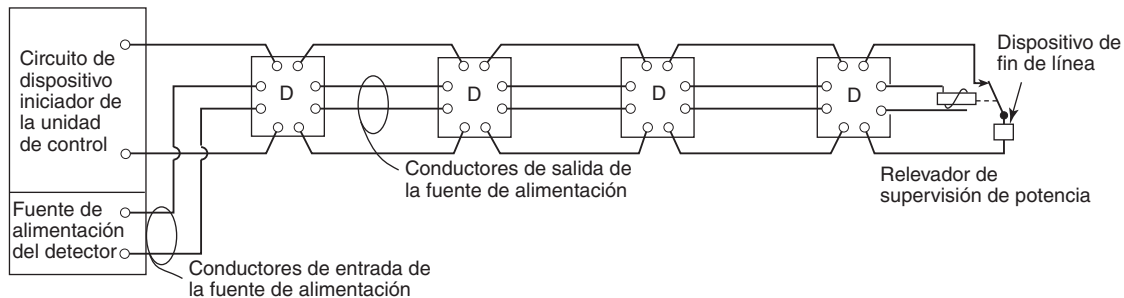 Circuito de
dispositivo
iniciador de
la unidad
de control
Fuente de
alimentación
del detector
D
D
D
D
Conductores de salida de
la fuente de alimentación
Conductores de entrada de
la fuente de alimentación
Dispositivo de
fin de línea
Relevador de
supervisión de potencia